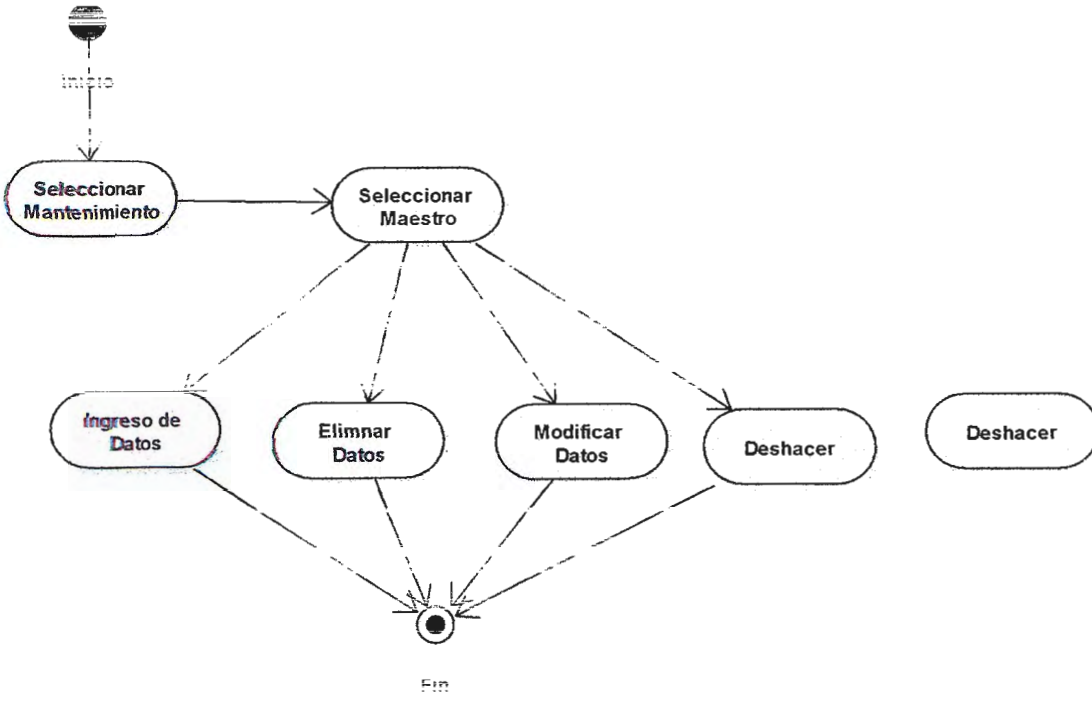 Inicio
Seleccionar
Mantenimiento
Seleccionar
Maestro
Ingreso de
Datos
Elimnar
Datos
Modificar
Datos
Deshacer
Deshacer
Fin